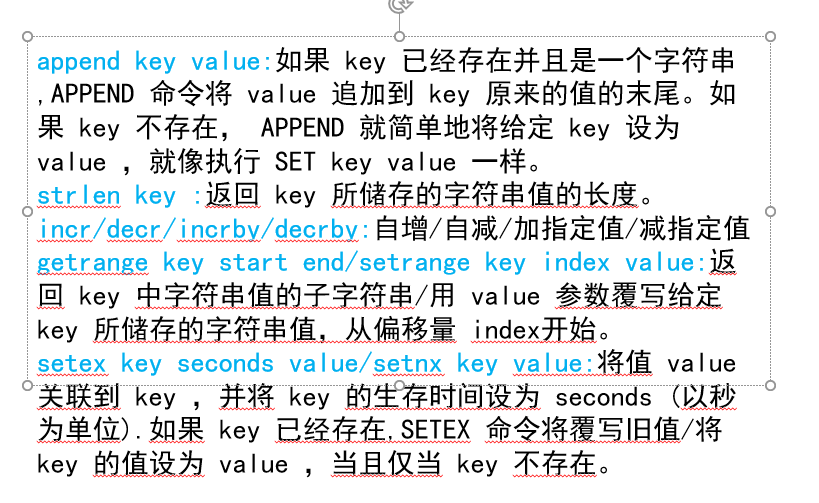 append key value:如果 key 已经存在并且是一个字符串
,APPEND 命令将 value 追加到 key 原来的值的末尾。如
果 key 不存在， APPEND 就简单地将给定 key 设为
value ，就像执行 SET key value 一样。
strlen key :返回 key 所储存的字符串值的长度。
incr/decr/incrby/decrby:自增/自减/加指定值/减指定值
getrange key start end/setrange key index value:返
回 key 中字符串值的子字符串/用 value 参数覆写给定
key 所储存的字符串值，从偏移量 index开始。
setex key seconds value/setnx key value:将值 value
关联到 key ，并将 key 的生存时间设为 seconds (以秒
为单位).如果 key 已经存在,SETEX 命令将覆写旧值/将
key 的值设为 value ，当且仅当 key 不存在。